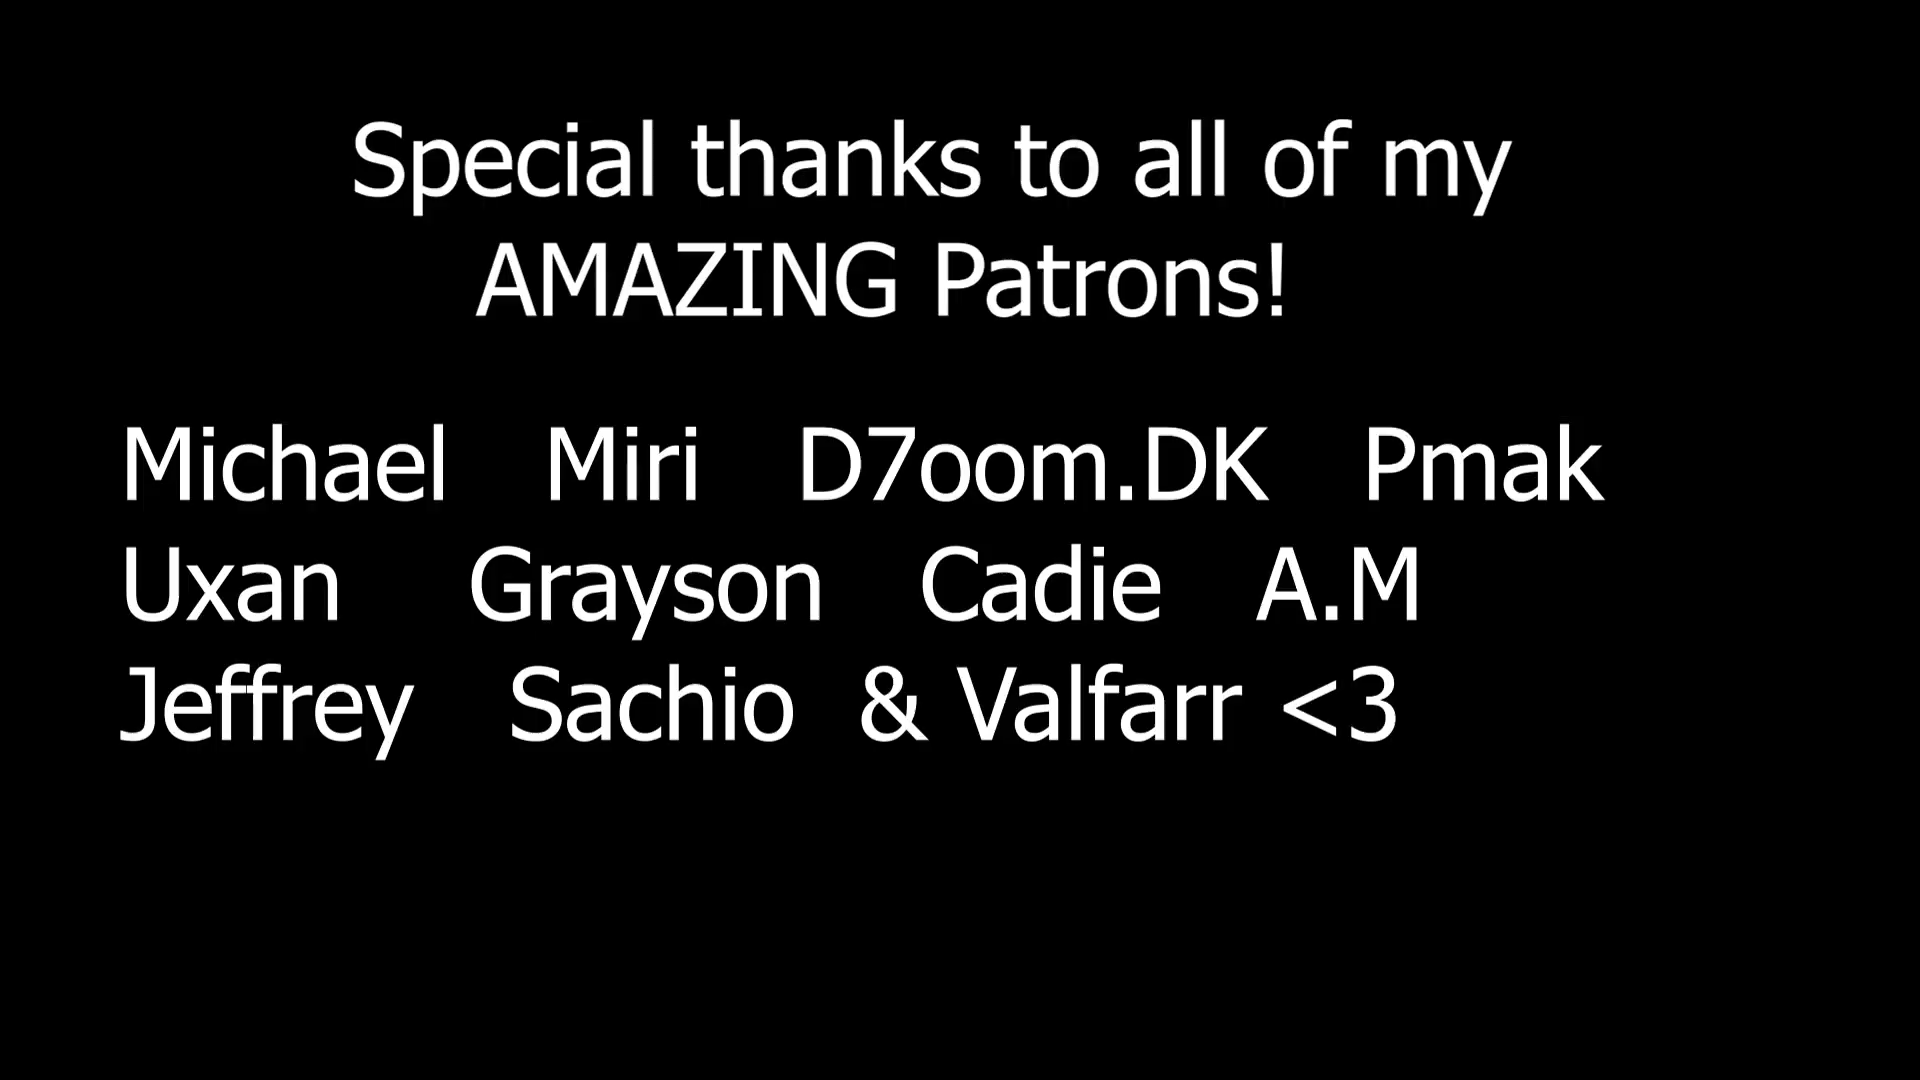 Special thanks to all of my
AMAZING Patrons!
Michael Miri D7oom.DK Pmak
Uxan Grayson Cadie A.M
Jeffrey Sachio & Valfarr <3